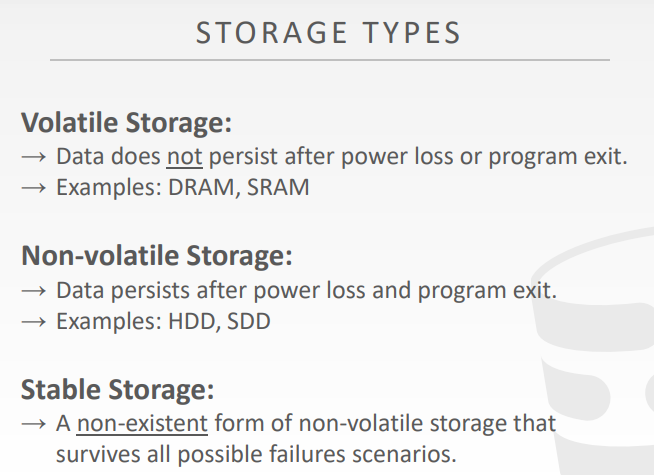 STORAGE TYPES
Volatile Storage:
→ Data does not persist after power loss or program exit.
→ Examples: DRAM, SRAM
Non-volatile Storage:
→ Data persists after power loss and program exit.
→ Examples: HDD, SDD
Stable Storage:
→ A non-existent form of non-volatile storage that
survives all possible failures scenarios.